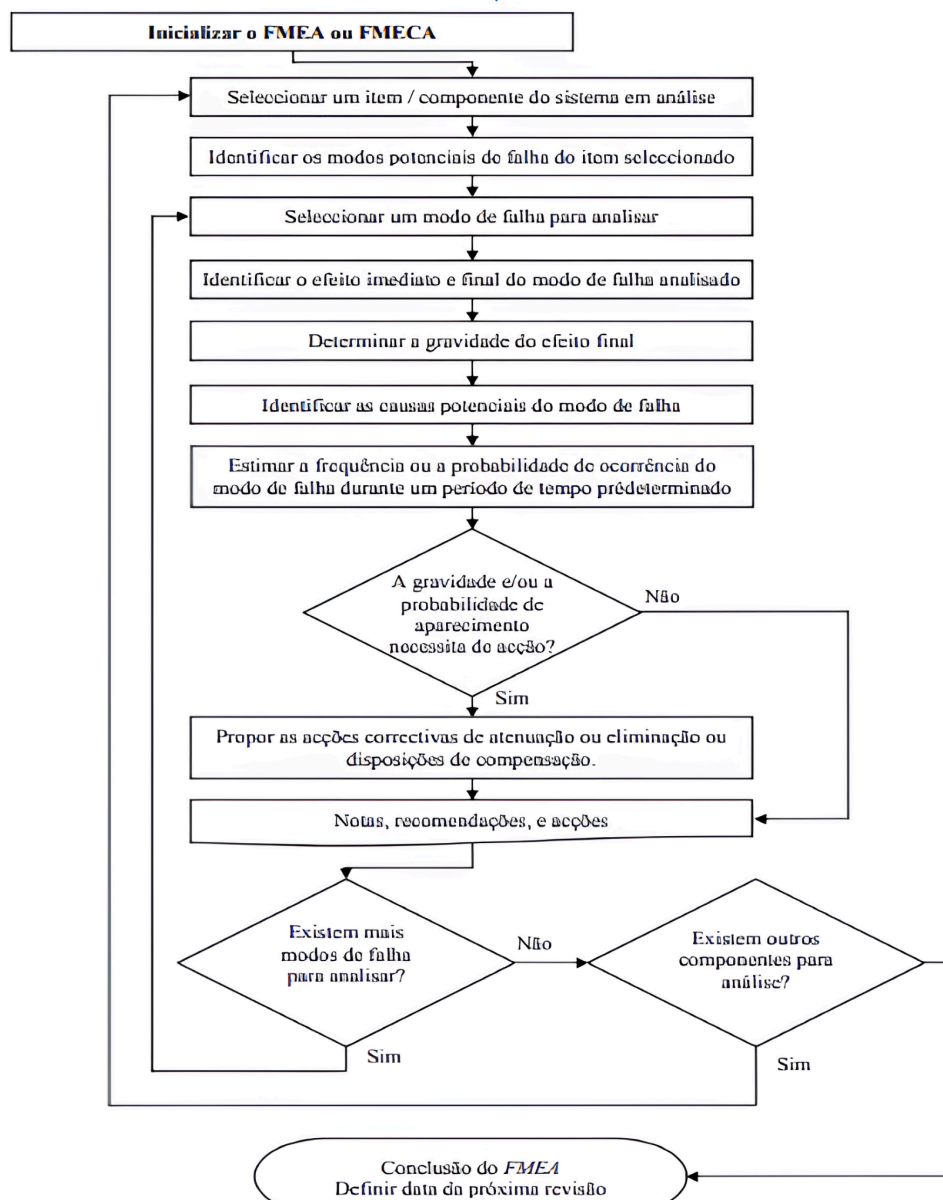 Inicializar o FMEA ou FMECA
Seleccionar um item / componente do sistema em análise
Identificar os modos potenciais de falha do item seleccionado
Seleccionar um modo de falha para analisar
Identificar o efeito imediato e final do modo de falha analisado
Determinar a gravidade do efeito final
Identificar as causas potenciais do modo de falha
Estimar a frequência ou a probabilidade de ocorrência do
modo de falha durante um período de tempo prédeterminado
A gravidade e/ou a
probabilidade de
aparecimento
necessita de acção?
Não
Sim
Propor as acções correctivas de atenuação ou eliminação ou
disposições de compensação.
Notas, recomendações, e acções
Existem mais
modos de falha
para analisar?
Não
Existem outros
componentes para
análise?
Sim
Sim
Conclusão do FMEA
Definir data da próxima revisão